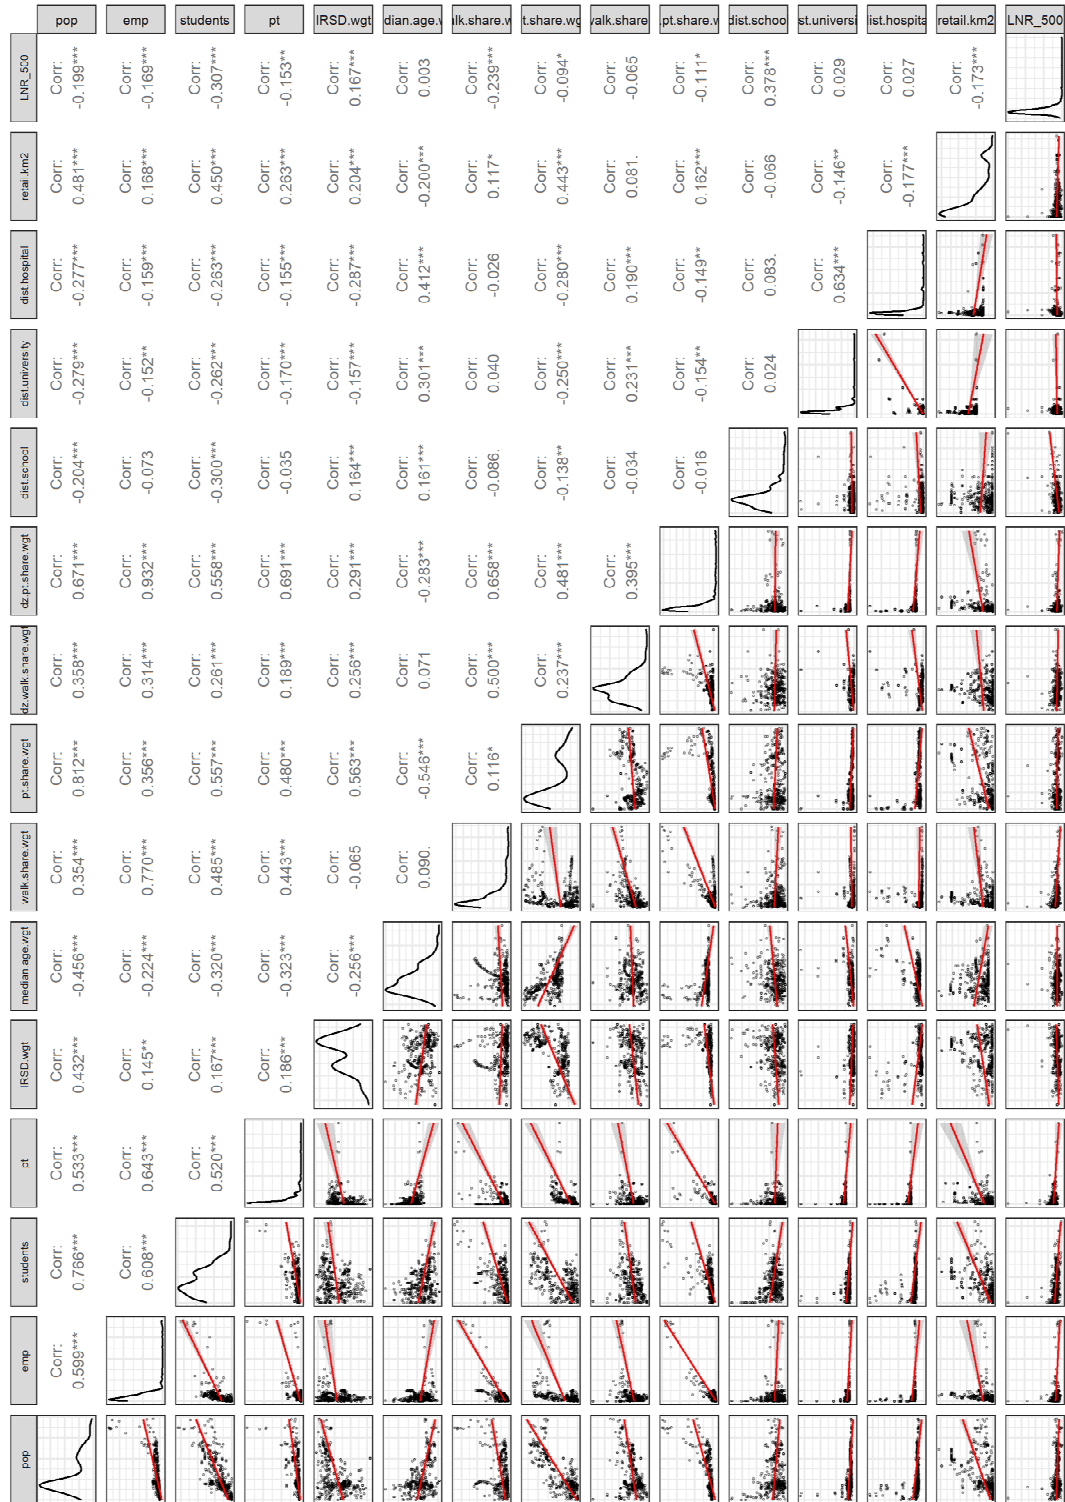 pop
emp
students
pt
IRSD.wgt
dian.age.v
alk.share.w
t.share.wg
valk.share
.pt.share.w
dist.schoo
st.universi
ist.hospita
retail.km2
LNR_500
LNR_500
Corr:
-0.199***
Corr:
-0.169***
Corr:
-0.307***
Corr:
-0.153**
Corr:
0.167***
Corr:
0.003
Corr:
-0.239***
Corr:
-0.094*
Corr:
-0.065
Corr:
-0.111*
Corr:
0.378***
Corr:
0.029
Corr:
0.027
Corr:
-0.173***
retail.km2
Corr:
0.481***
Corr:
0.168***
Corr:
0.450***
Corr:
0.263***
Corr:
0.204***
Corr:
-0.200***
Corr:
0.117*
Corr:
0.443***
Corr:
0.081.
Corr:
0.162***
Corr:
-0.066
Corr:
-0.146**
Corr:
-0.177***
dist.hospital
Corr:
-0.277***
Corr:
-0.159***
Corr:
-0.263***
Corr:
-0.155***
Corr:
-0.287***
Corr:
0.412***
Corr:
-0.026
Corr:
-0.280***
Corr:
0.190***
Corr:
-0.149**
Corr:
0.083.
Corr:
0.634***
dist.university
Corr:
-0.279***
Corr:
-0.152**
Corr:
-0.262***
Corr:
-0.170***
Corr:
-0.157***
Corr:
0.301***
Corr:
0.040
Corr:
-0.250***
Corr:
0.231***
Corr:
-0.154**
Corr:
0.024
dist.school
Corr:
-0.204***
Corr:
-0.073
Corr:
-0.300***
Corr:
-0.035
Corr:
0.164***
Corr:
0.161***
Corr:
-0.086.
Corr:
-0.138**
Corr:
-0.034
Corr:
-0.016
dz.pt.share.wgt
Corr:
0.671***
Corr:
0.932***
Corr:
0.558***
Corr:
0.691***
Corr:
0.291***
Corr:
-0.283***
Corr:
0.658***
Corr:
0.481***
Corr:
0.395***
dz.walk.share.wgt
Corr:
0.358***
Corr:
0.314***
Corr:
0.261***
Corr:
0.189***
Corr:
0.256***
Corr:
0.071
Corr:
0.500***
Corr:
0.237***
pt.share.wgt
Corr:
0.812***
Corr:
0.356***
Corr:
0.557***
Corr:
0.480***
Corr:
0.563***
Corr:
-0.546***
Corr:
0.116*
walk.share.wgt
Corr:
0.354***
Corr:
0.770***
Corr:
0.485***
Corr:
0.443***
Corr:
-0.065
Corr:
0.090.
median.age.wgt
Corr:
-0.456***
Corr:
-0.224***
Corr:
-0.320***
Corr:
-0.323***
Corr:
-0.256***
IRSD.wgt
Corr:
0.432***
Corr:
0.145**
Corr:
0.167***
Corr:
0.186***
pt
Corr:
0.533***
Corr:
0.643***
Corr:
0.520***
students
Corr:
0.766***
Corr:
0.608***
emp
Corr:
0.599***
pop